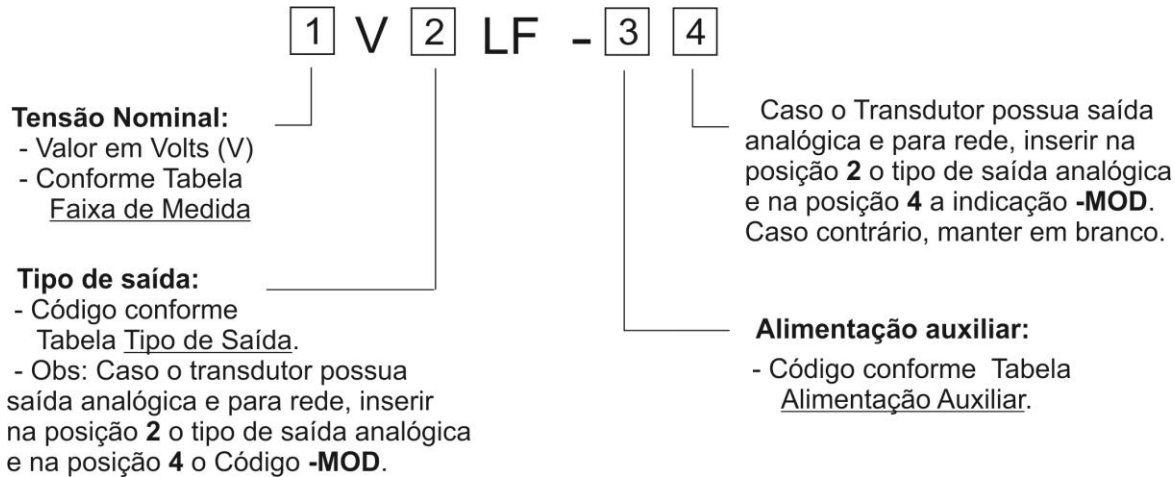 1 V 2 LF - 3 4
Tensão Nominal:
- Valor em Volts (V)
- Conforme Tabela
Faixa de Medida
Tipo de saída:
- Código conforme
Tabela Tipo de Saída.
- Obs: Caso o transdutor possua
saída analógica e para rede, inserir
na posição 2 o tipo de saída analógica
e na posição 4 o Código -MOD.
Caso o Transdutor possua saída
analógica e para rede, inserir na
posição 2 o tipo de saída analógica
e na posição 4 a indicação -MOD.
Caso contrário, manter em branco.
Alimentação auxiliar:
- Código conforme Tabela
Alimentação Auxiliar.